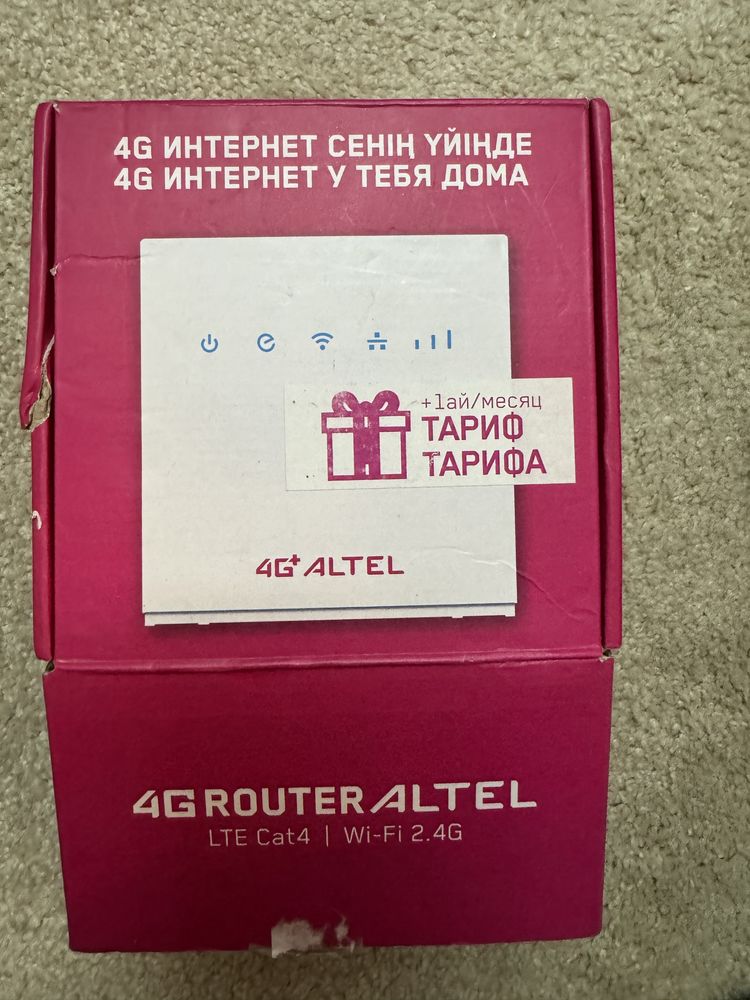 4G ИНТЕРНЕТ СЕНІҢ ҮЙІҢДЕ
4G ИНТЕРНЕТ У ТЕБЯ ДОМА
+1ай/месяц
ТАРИФ
ТАРИФА
4G+ ALTEL
4G ROUTER ALTEL
LTE Cat4 | Wi-Fi 2.4G